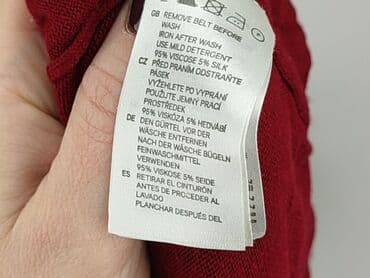 GB REMOVE BELT BEFORE
WASH
IRON AFTER WASH
USE MILD DETERGENT
95% VISCOSE 5% SILK
CZ PŘED PRANÍM ODSTRAŇTE
PÁSEK
VYŽEHLETE PO VYPRÁNÍ
POUŽIJTE JEMNÝ PRACÍ
PROSTŘEDEK
95% VISKÓZA 5% HEDVÁBÍ
DE DEN GÜRTEL VOR DER
WÄSCHE ENTFERNEN
NACH DER WÄSCHE BÜGELN
FEINWASCHMITTEL
VERWENDEN
95% VISKOSE 5% SEIDE
ES RETIRAR EL CINTURÓN
ANTES DE PROCEDER AL
LAVADO
PLANCHAR DESPUÉS DEL